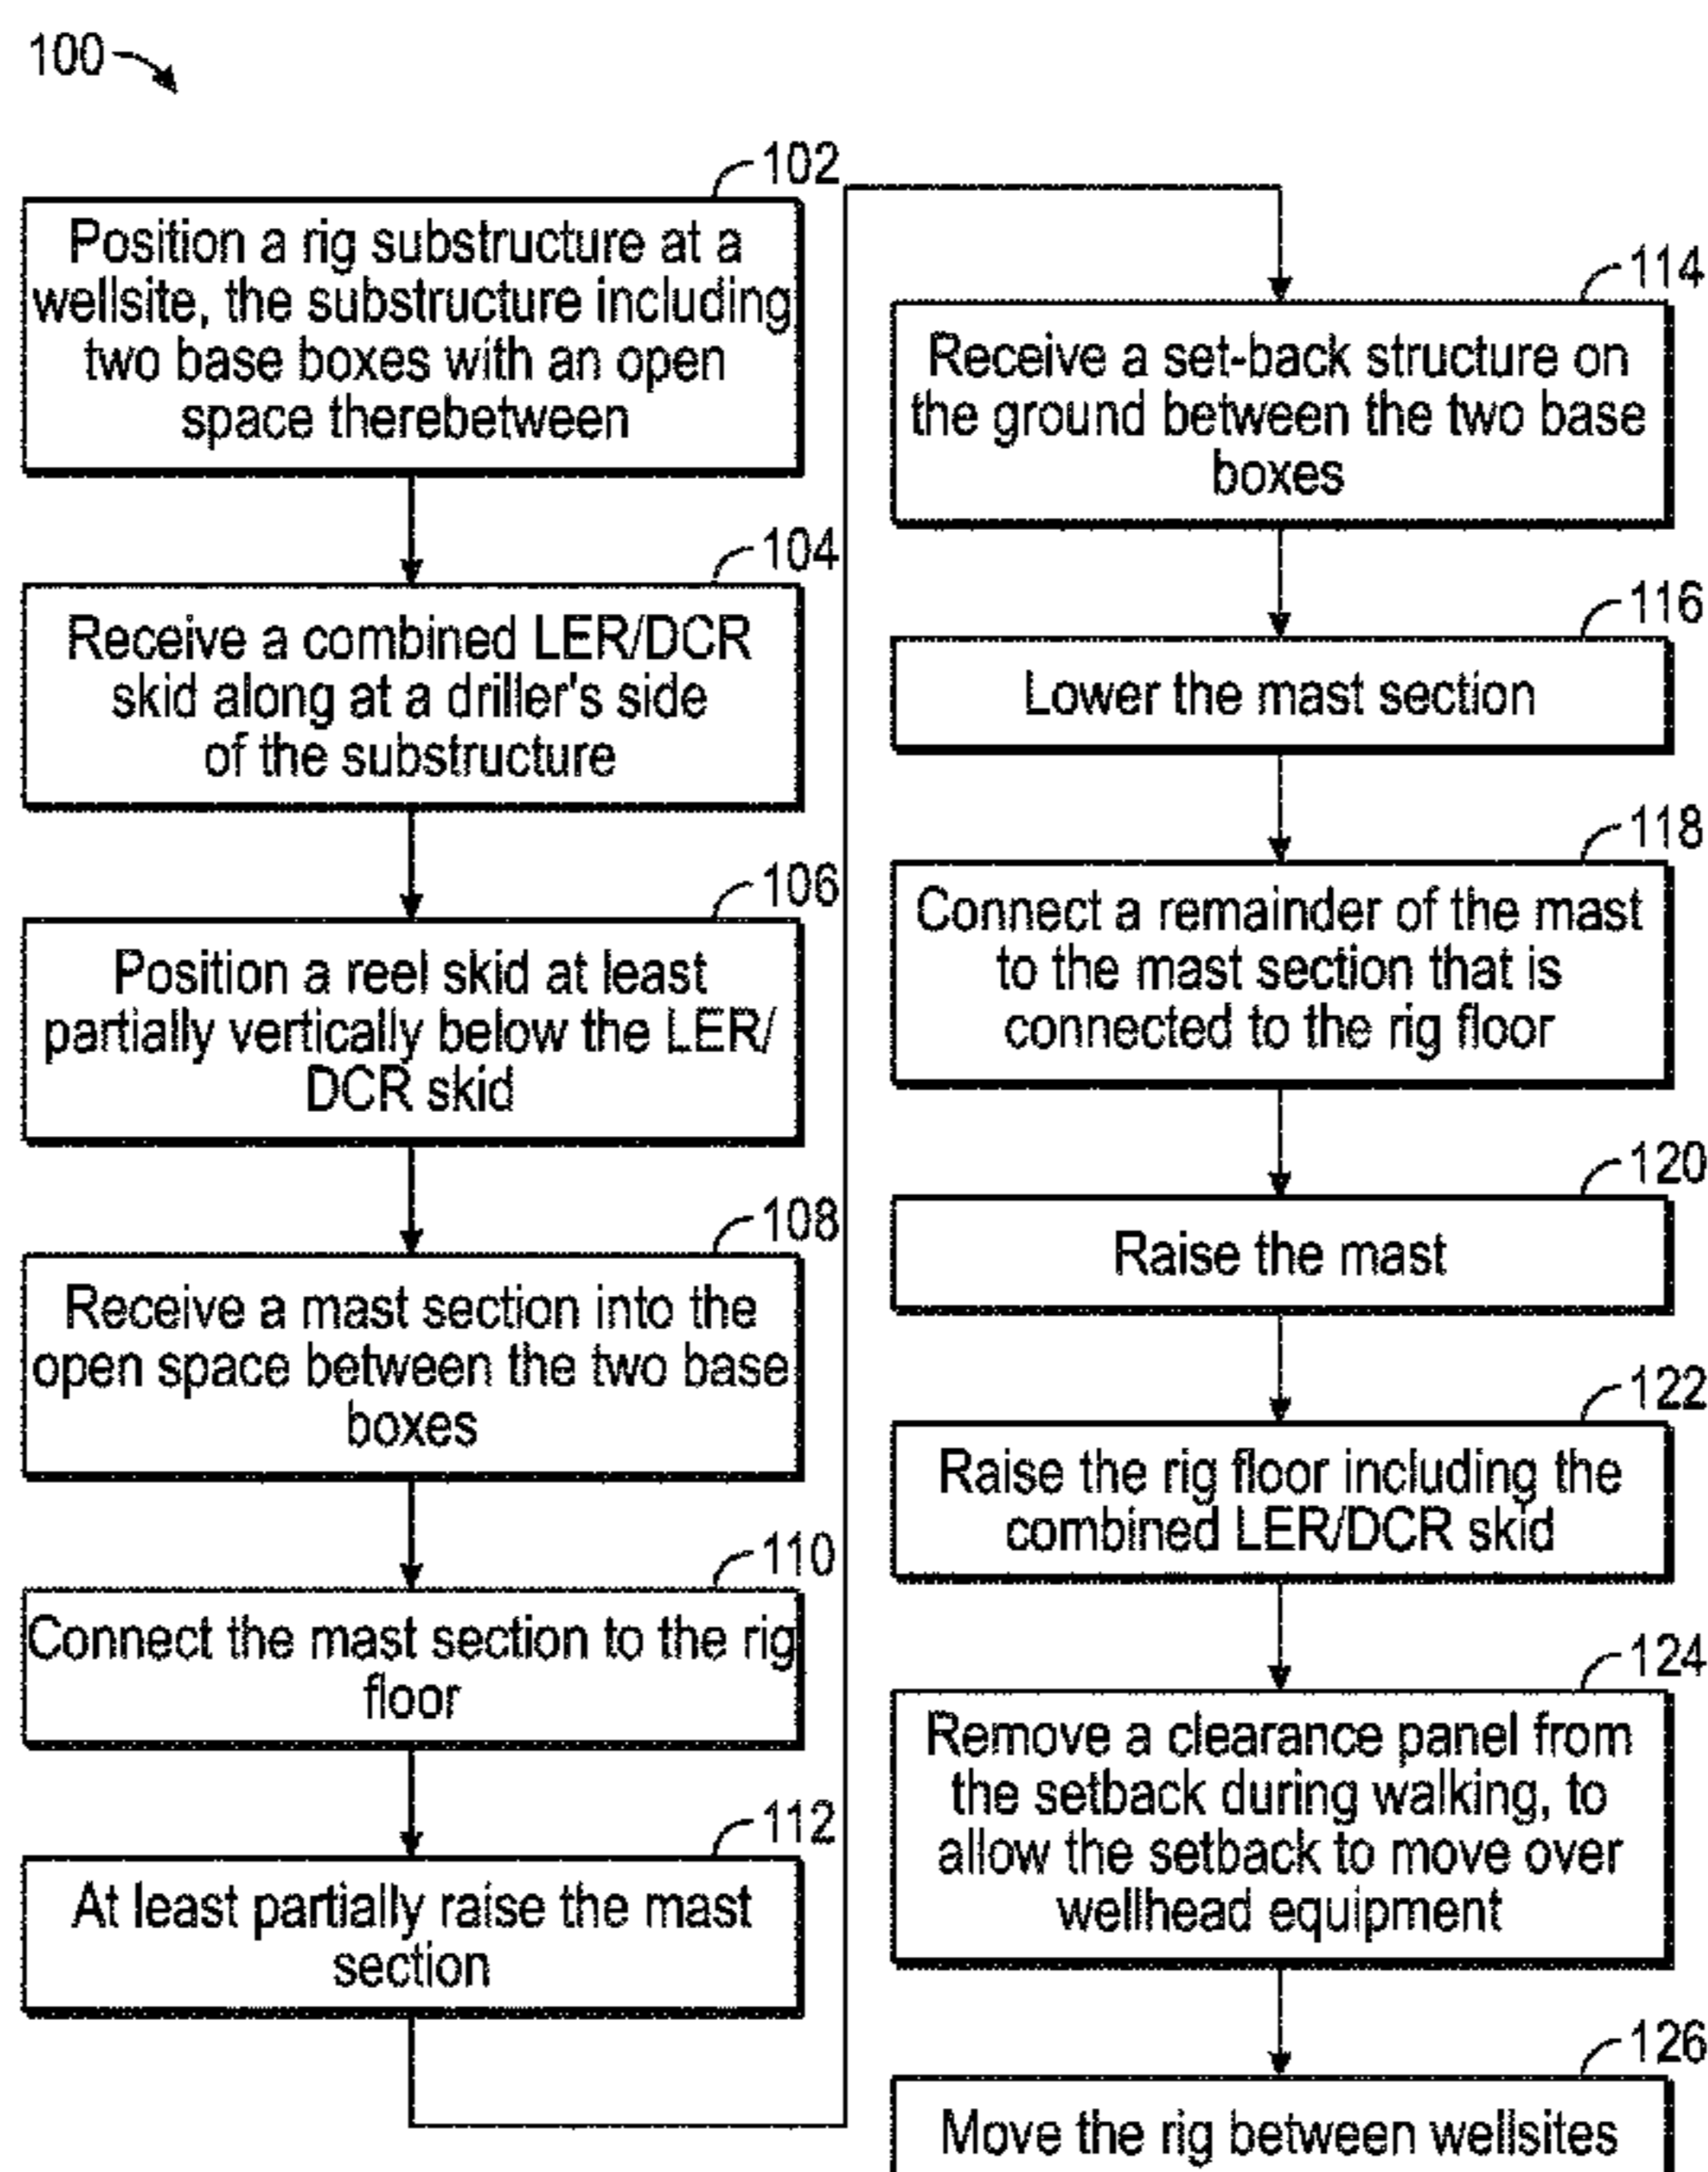 100
102
Position a rig substructure at a
wellsite, the substructure including
two base boxes with an open
space therebetween
104
Receive a combined LER/DCR
skid along at a driller's side
of the substructure
106
Position a reel skid at least
partially vertically below the LER/
DCR skid
108
Receive a mast section into the
open space between the two base
boxes
110
Connect the mast section to the rig
floor
112
At least partially raise the mast
section
114
Receive a set-back structure on
the ground between the two base
boxes
116
Lower the mast section
118
Connect a remainder of the mast
to the mast section that is
connected to the rig floor
120
Raise the mast
122
Raise the rig floor including the
combined LER/DCR skid
124
Remove a clearance panel from
the setback during walking, to
allow the setback to move over
wellhead equipment
126
Move the rig between wellsites